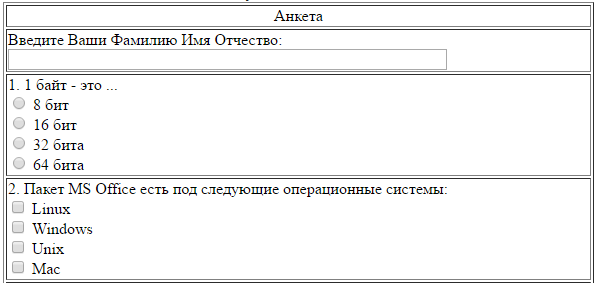 Анкета
Введите Ваши Фамилию Имя Отчество:
1. 1 байт - это ...
8 бит
16 бит
32 бита
64 бита
2. Пакет MS Office есть под следующие операционные системы:
Linux
Windows
Unix
Mac